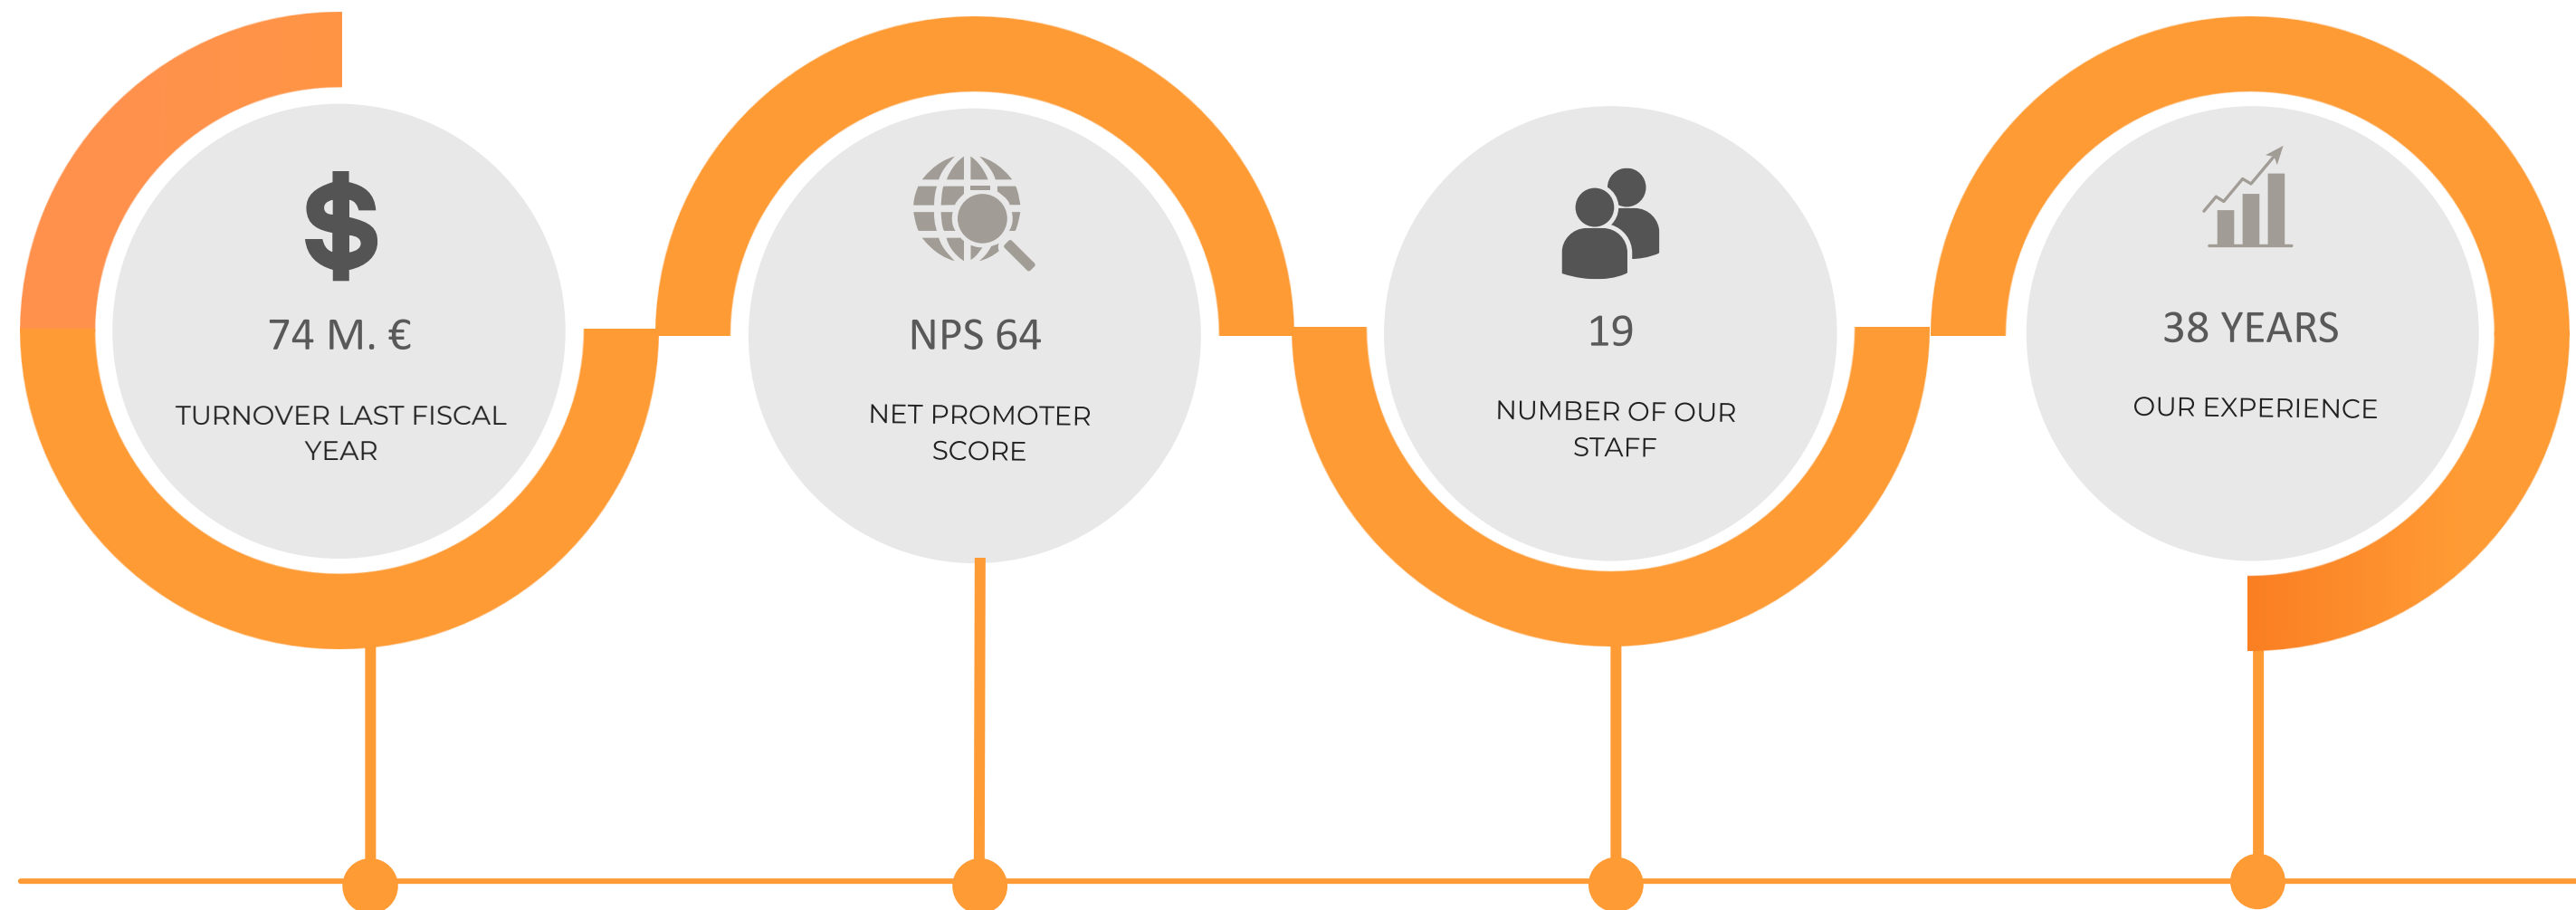 74 M. €
TURNOVER LAST FISCAL
YEAR
NPS 64
NET PROMOTER
SCORE
19
NUMBER OF OUR
STAFF
38 YEARS
OUR EXPERIENCE